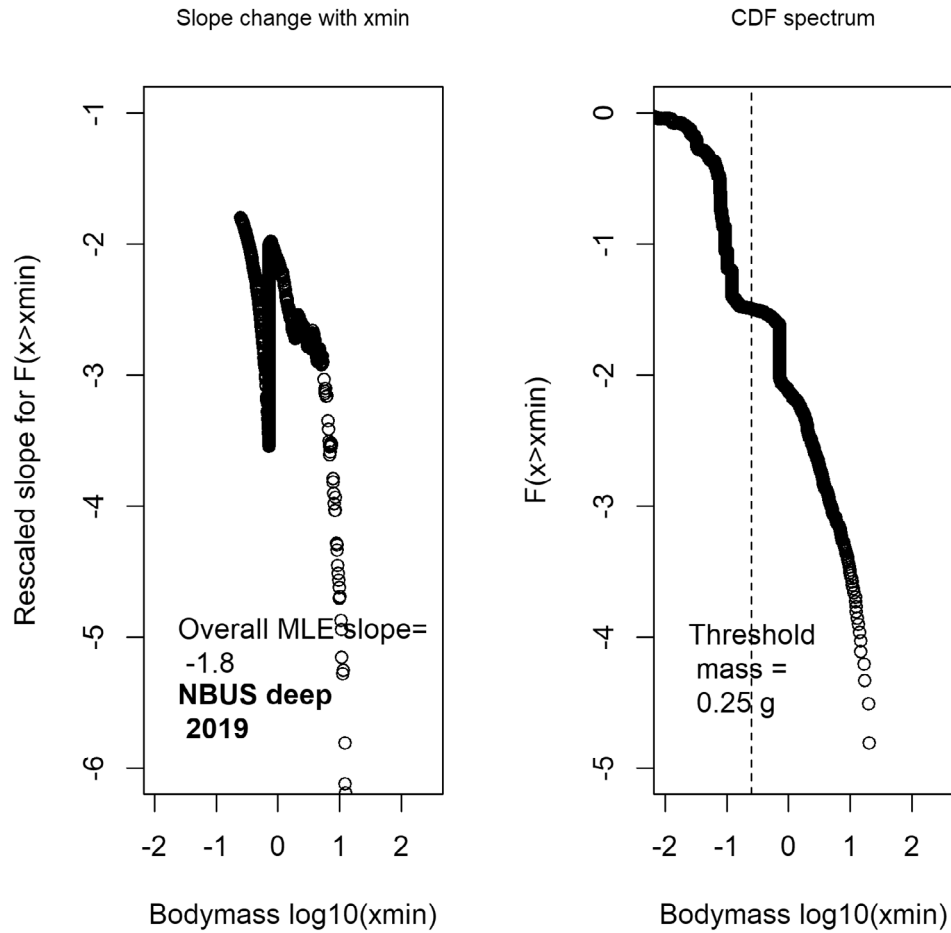 Slope change with xmin
Rescaled slope for F(x>xmin)
-1
-2
-3
-4
-5
-6
Overall MLE slope=
-1.8
NBUS deep
2019
-2 -1 0 1 2
Bodymass log10(xmin)
CDF spectrum
F(x>xmin)
0
-1
-2
-3
-4
-5
Threshold
mass =
0.25 g
-2 -1 0 1 2
Bodymass log10(xmin)